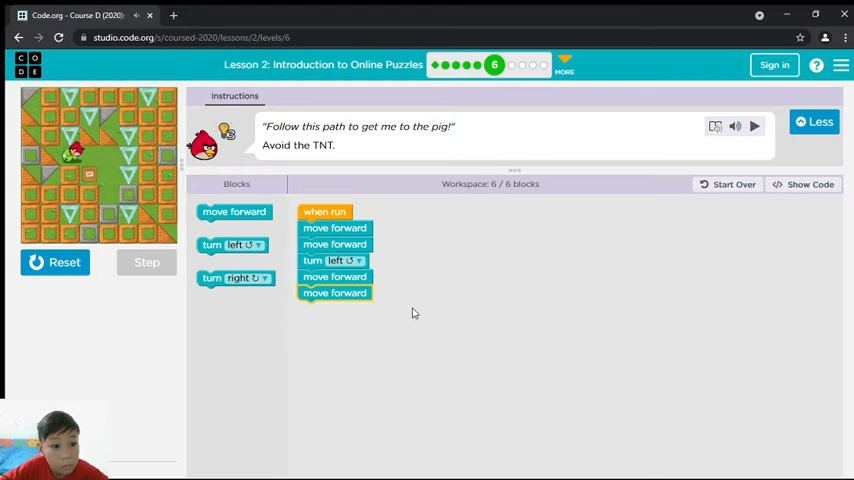 Code.org - Course D (2020):
studio.code.org/s/coursed-2020/lessons/2/levels/6
C O
D E
Lesson 2: Introduction to Online Puzzles
6
MORE
Sign in
?
Instructions
3
"Follow this path to get me to the pig!"
Avoid the TNT.
Less
Blocks
Workspace: 6 / 6 blocks
Start Over
</> Show Code
move forward
turn left
turn right
when run
move forward
move forward
turn left
move forward
move forward
Reset
Step